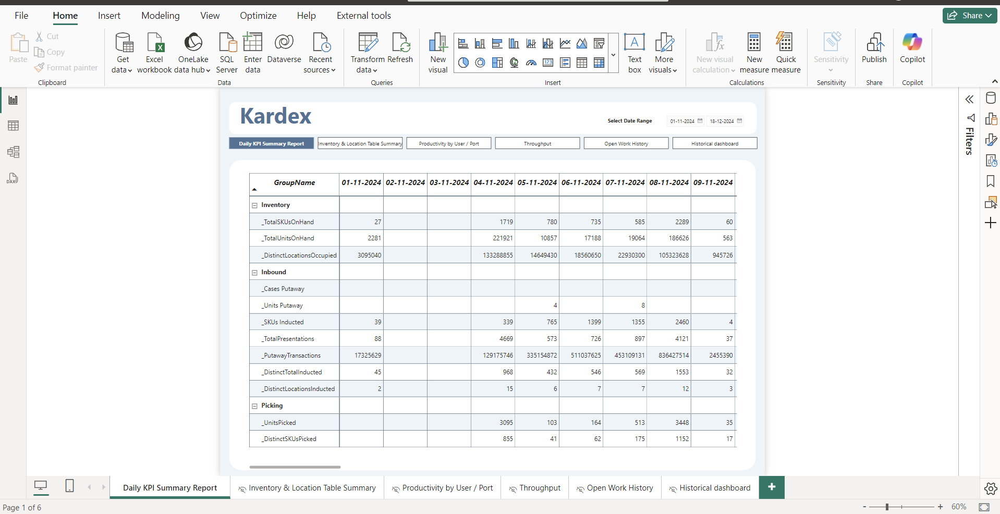 File Home Insert Modeling View Optimize Help External tools Share
Paste Cut Copy Format painter
Get data Excel workbook OneLake data hub SQL Server Enter data Dataverse Recent sources
Transform data Refresh New visual Text box More visuals
New visual calculation New measure Quick measure Sensitivity Publish Copilot
Clipboard Data Queries Insert Calculations Sensitivity Share Copilot
Kardex
Select Date Range 01-11-2024 18-12-2024
Filters
Daily KPI Summary Report Inventory & Location Table Summary Productivity by User / Port Throughput Open Work History Historical dashboard
GroupName 01-11-2024 02-11-2024 03-11-2024 04-11-2024 05-11-2024 06-11-2024 07-11-2024 08-11-2024 09-11-2024
Inventory
_TotalSKUsOnHand 27 1719 780 735 585 2289 60
_TotalUnitsOnHand 2281 221921 10857 17188 19064 186626 563
_DistinctLocationsOccupied 3095040 133288855 14649430 18560650 22930300 105323628 945726
Inbound
_Cases Putaway
_Units Putaway 4 8
_SKUs Inducted 39 339 765 1399 1355 2460 4
_TotalPresentations 88 4669 573 726 897 4121 37
_PutawayTransactions 17325629 129175746 335154872 511037625 453109131 836427514 2455390
_DistinctTotalInducted 45 968 432 546 569 1553 32
_DistinctLocationsInducted 2 15 6 7 7 12 3
Picking
_UnitsPicked 3095 103 164 513 3448 35
_DistinctSKUsPicked 855 41 62 175 1152 17
Daily KPI Summary Report Inventory & Location Table Summary Productivity by User / Port Throughput Open Work History Historical dashboard
Page 1 of 6 60%